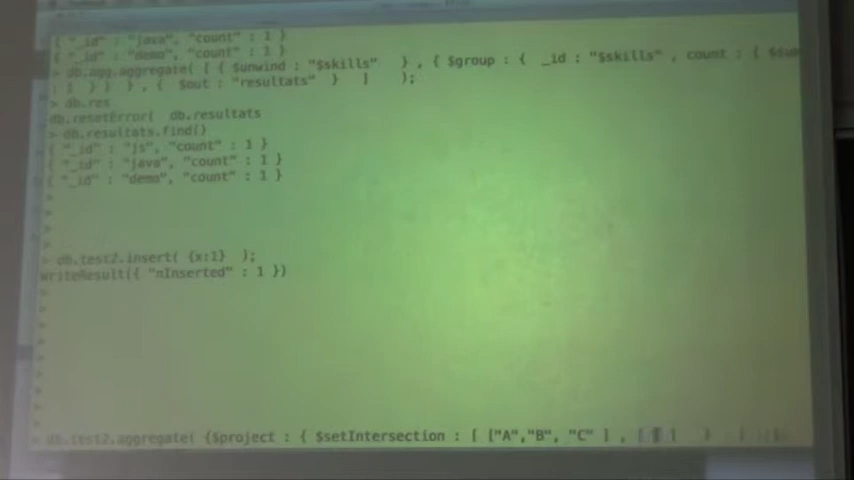 { "_id" : "java", "count" : 1 }
{ "_id" : "demo", "count" : 1 }
> db.agg.aggregate( [ { $unwind : "$skills" } , { $group : { _id : "$skills" , count : { $sum
: 1 } } } , { $out : "resultats" } ] );
> db.res
db.resetError( db.resultats
> db.resultats.find()
{ "_id" : "js", "count" : 1 }
{ "_id" : "java", "count" : 1 }
{ "_id" : "demo", "count" : 1 }
>
>
>
>
> db.test2.insert( {x:1} );
WriteResult({ "nInserted" : 1 })
>
>
>
>
>
>
>
>
> db.test2.aggregate( {$project : { $setIntersection : [ ["A","B", "C" ] , [